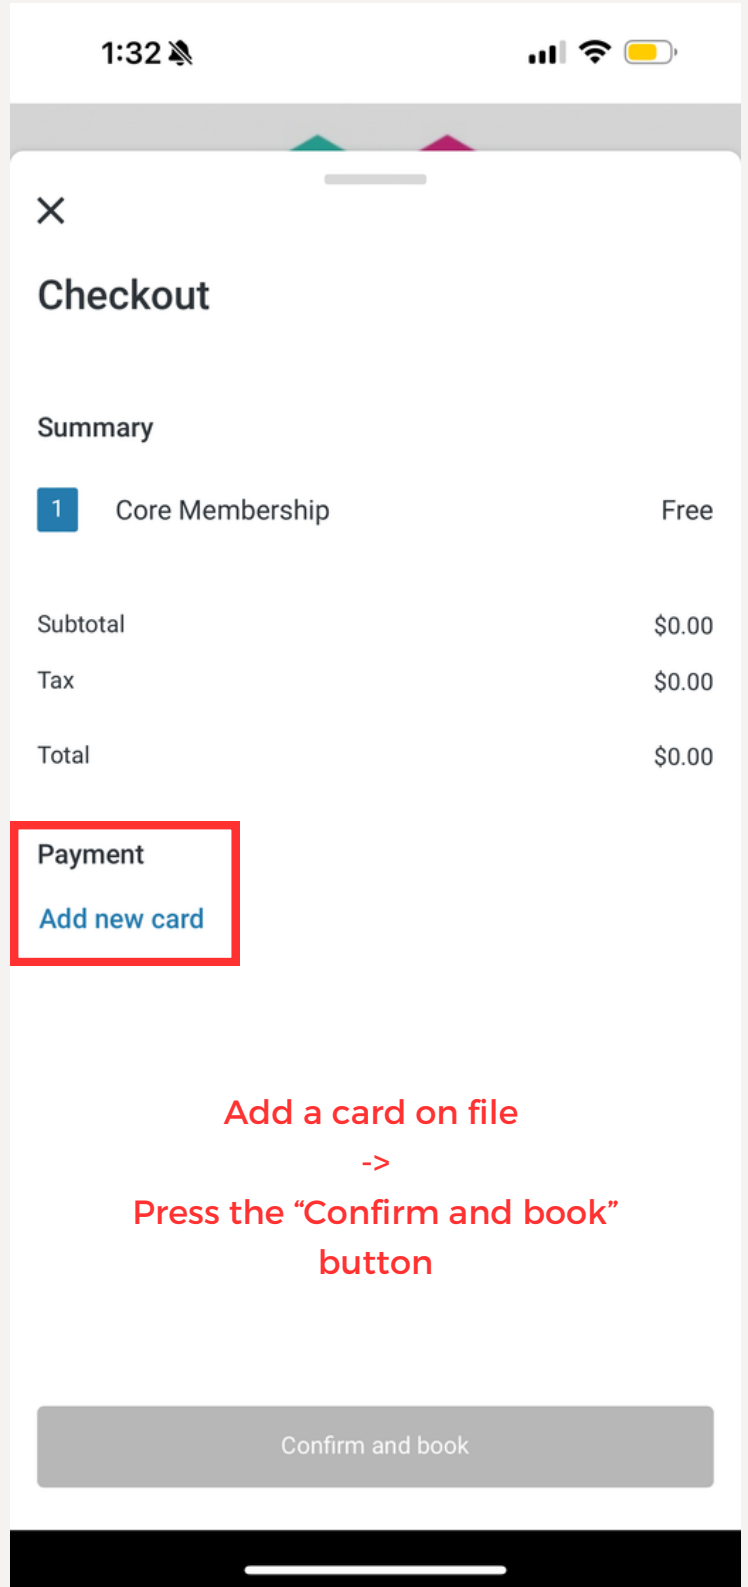 1:32
Checkout
Summary
1 Core Membership Free
Subtotal $0.00
Tax $0.00
Total $0.00
Payment
Add new card
Add a card on file
->
Press the “Confirm and book”
button
Confirm and book